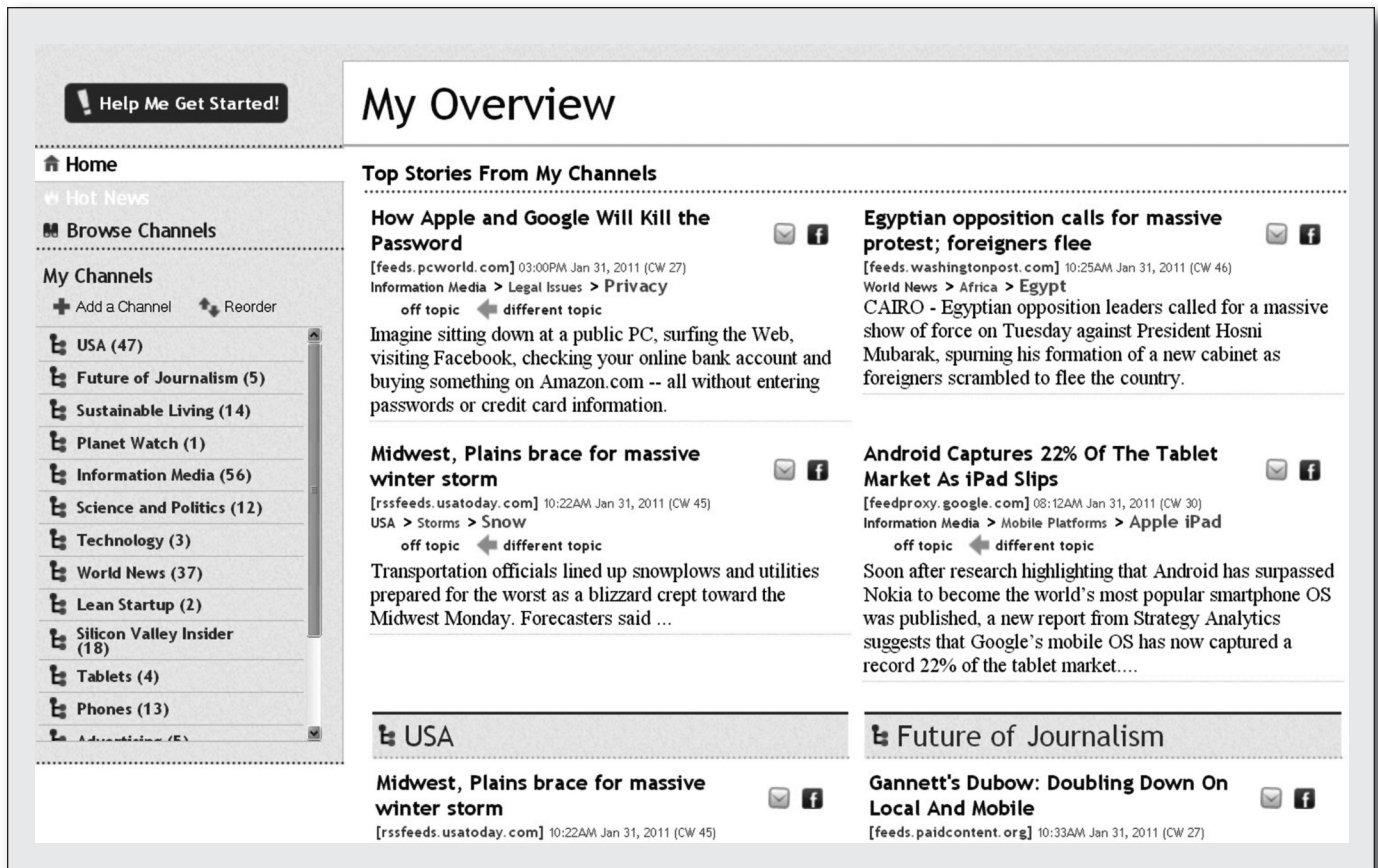 Help Me Get Started!
Home
Hot News
Browse Channels
My Channels
Add a Channel Reorder
USA (47)
Future of Journalism (5)
Sustainable Living (14)
Planet Watch (1)
Information Media (56)
Science and Politics (12)
Technology (3)
World News (37)
Lean Startup (2)
Silicon Valley Insider
(18)
Tablets (4)
Phones (13)
Advertising (5)
My Overview
Top Stories From My Channels
How Apple and Google Will Kill the
Password
[feeds.pcworld.com] 03:00PM Jan 31, 2011 (CW 27)
Information Media > Legal Issues > Privacy
off topic different topic
Imagine sitting down at a public PC, surfing the Web,
visiting Facebook, checking your online bank account and
buying something on Amazon.com -- all without entering
passwords or credit card information.
Egyptian opposition calls for massive
protest; foreigners flee
[feeds.washingtonpost.com] 10:25AM Jan 31, 2011 (CW 46)
World News > Africa > Egypt
CAIRO - Egyptian opposition leaders called for a massive
show of force on Tuesday against President Hosni
Mubarak, spurning his formation of a new cabinet as
foreigners scrambled to flee the country.
Midwest, Plains brace for massive
winter storm
[rssfeeds.usatoday.com] 10:22AM Jan 31, 2011 (CW 45)
USA > Storms > Snow
off topic different topic
Transportation officials lined up snowplows and utilities
prepared for the worst as a blizzard crept toward the
Midwest Monday. Forecasters said ...
Android Captures 22% Of The Tablet
Market As iPad Slips
[feedproxy.google.com] 08:12AM Jan 31, 2011 (CW 30)
Information Media > Mobile Platforms > Apple iPad
off topic different topic
Soon after research highlighting that Android has surpassed
Nokia to become the world's most popular smartphone OS
was published, a new report from Strategy Analytics
suggests that Google's mobile OS has now captured a
record 22% of the tablet market....
USA
Midwest, Plains brace for massive
winter storm
[rssfeeds.usatoday.com] 10:22AM Jan 31, 2011 (CW 45)
Future of Journalism
Gannett's Dubow: Doubling Down On
Local And Mobile
[feeds.paidcontent.org] 10:33AM Jan 31, 2011 (CW 27)